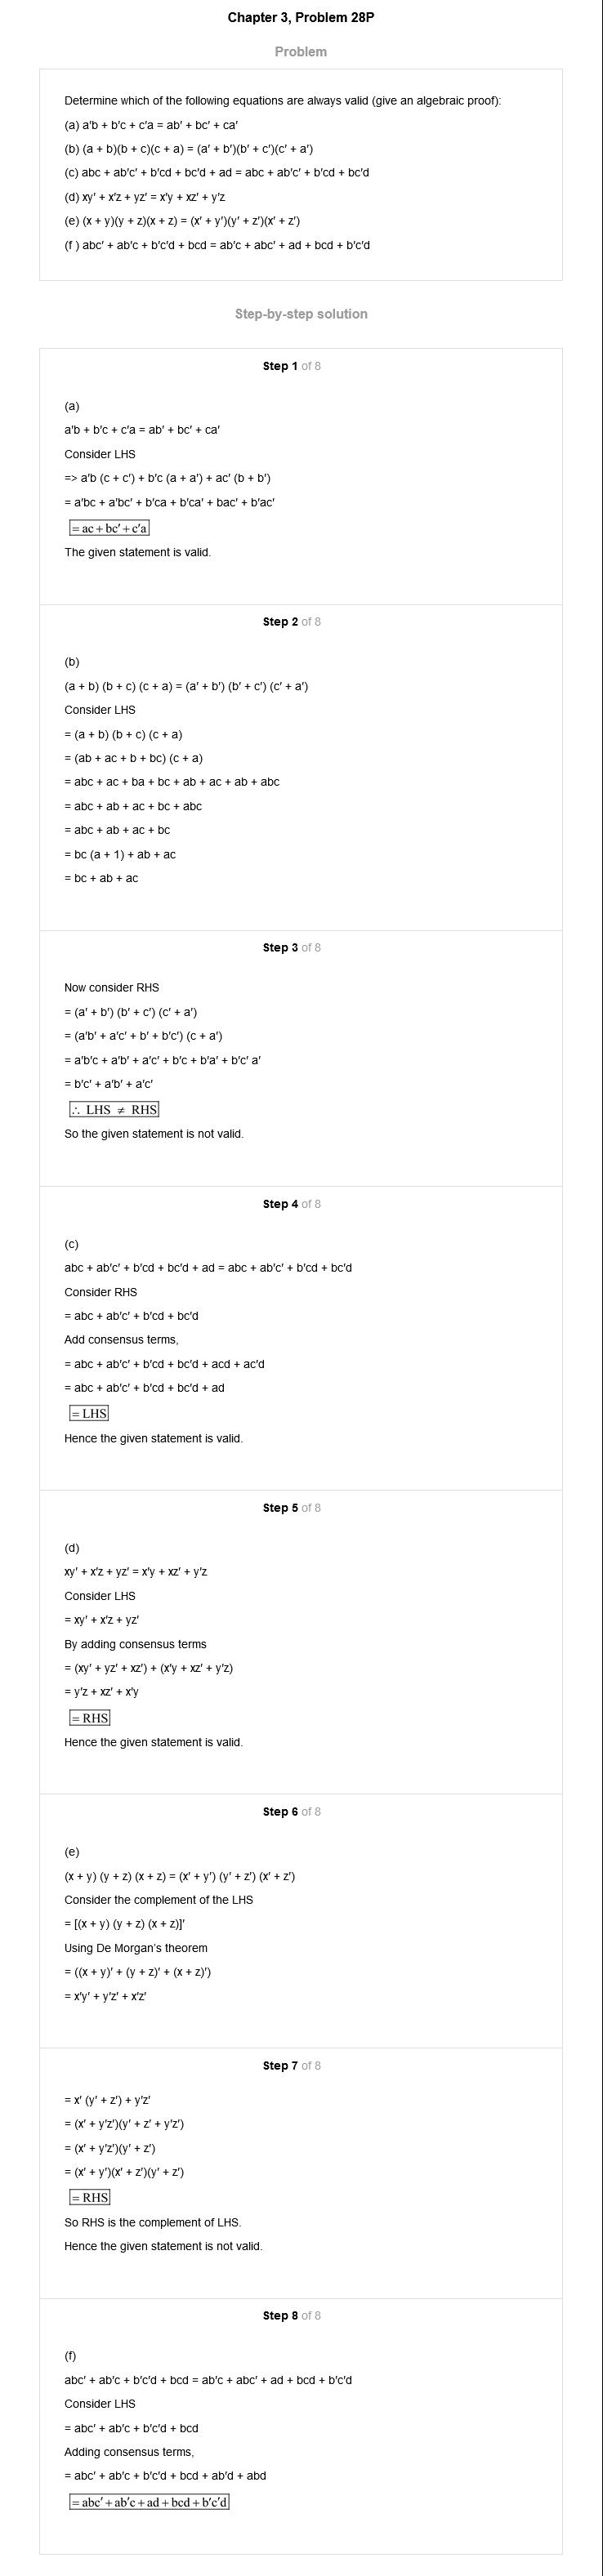 Chapter 3, Problem 28P
Problem
Determine which of the following equations are always valid (give an algebraic proof):
(a) a′b + b′c + c′a = ab′ + bc′ + ca′
(b) (a + b)(b + c)(c + a) = (a′ + b′)(b′ + c′)(c′ + a′)
(c) abc + ab′c′ + b′cd + bc′d + ad = abc + ab′c′ + b′cd + bc′d
(d) xy′ + x′z + yz′ = x′y + xz′ + y′z
(e) (x + y)(y + z)(x + z) = (x′ + y′)(y′ + z′)(x′ + z′)
(f ) abc′ + ab′c + b′c′d + bcd = ab′c + abc′ + ad + bcd + b′c′d
Step-by-step solution
Step 1 of 8
(a)
a′b + b′c + c′a = ab′ + bc′ + ca′
Consider LHS
=> a′b (c + c′) + b′c (a + a′) + ac′ (b + b′)
= a′bc + a′bc′ + b′ca + b′ca′ + bac′ + b′ac′
= ac + bc′ + c′a
The given statement is valid.
Step 2 of 8
(b)
(a + b) (b + c) (c + a) = (a′ + b′) (b′ + c′) (c′ + a′)
Consider LHS
= (a + b) (b + c) (c + a)
= (ab + ac + b + bc) (c + a)
= abc + ac + ba + bc + ab + ac + ab + abc
= abc + ab + ac + bc + abc
= abc + ab + ac + bc
= bc (a + 1) + ab + ac
= bc + ab + ac
Step 3 of 8
Now consider RHS
= (a′ + b′) (b′ + c′) (c′ + a′)
= (a′b′ + a′c′ + b′ + b′c′) (c + a′)
= a′b′c + a′b′ + a′c′ + b′c + b′a′ + b′c′ a′
= b′c′ + a′b′ + a′c′
∴ LHS ≠ RHS
So the given statement is not valid.
Step 4 of 8
(c)
abc + ab′c′ + b′cd + bc′d + ad = abc + ab′c′ + b′cd + bc′d
Consider RHS
= abc + ab′c′ + b′cd + bc′d
Add consensus terms,
= abc + ab′c′ + b′cd + bc′d + acd + ac′d
= abc + ab′c′ + b′cd + bc′d + ad
= LHS
Hence the given statement is valid.
Step 5 of 8
(d)
xy′ + x′z + yz′ = x′y + xz′ + y′z
Consider LHS
= xy′ + x′z + yz′
By adding consensus terms
= (xy′ + yz′ + xz′) + (x′y + xz′ + y′z)
= y′z + xz′ + x′y
= RHS
Hence the given statement is valid.
Step 6 of 8
(e)
(x + y) (y + z) (x + z) = (x′ + y′) (y′ + z′) (x′ + z′)
Consider the complement of the LHS
= [(x + y) (y + z) (x + z)]′
Using De Morgan’s theorem
= ((x + y)′ + (y + z)′ + (x + z)′)
= x′y′ + y′z′ + x′z′
Step 7 of 8
= x′ (y′ + z′) + y′z′
= (x′ + y′z′)(y′ + z′ + y′z′)
= (x′ + y′z′)(y′ + z′)
= (x′ + y′)(x′ + z′)(y′ + z′)
= RHS
So RHS is the complement of LHS.
Hence the given statement is not valid.
Step 8 of 8
(f)
abc′ + ab′c + b′c′d + bcd = ab′c + abc′ + ad + bcd + b′c′d
Consider LHS
= abc′ + ab′c + b′c′d + bcd
Adding consensus terms,
= abc′ + ab′c + b′c′d + bcd + ab′d + abd
= abc′ + ab′c + ad + bcd + b′c′d